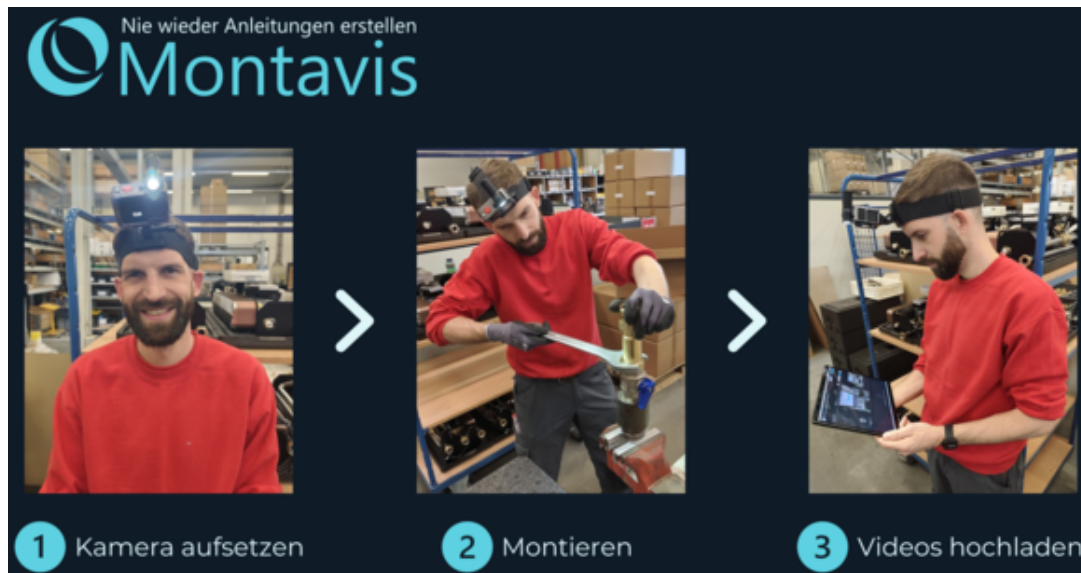 Nie wieder Anleitungen erstellen
Montavis
1 Kamera aufsetzen
2 Montieren
3 Videos hochladen